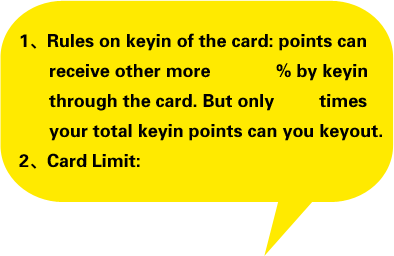 1、Rules on keyin of the card: points can
receive other more % by keyin
through the card. But only times
your total keyin points can you keyout.
2、Card Limit: